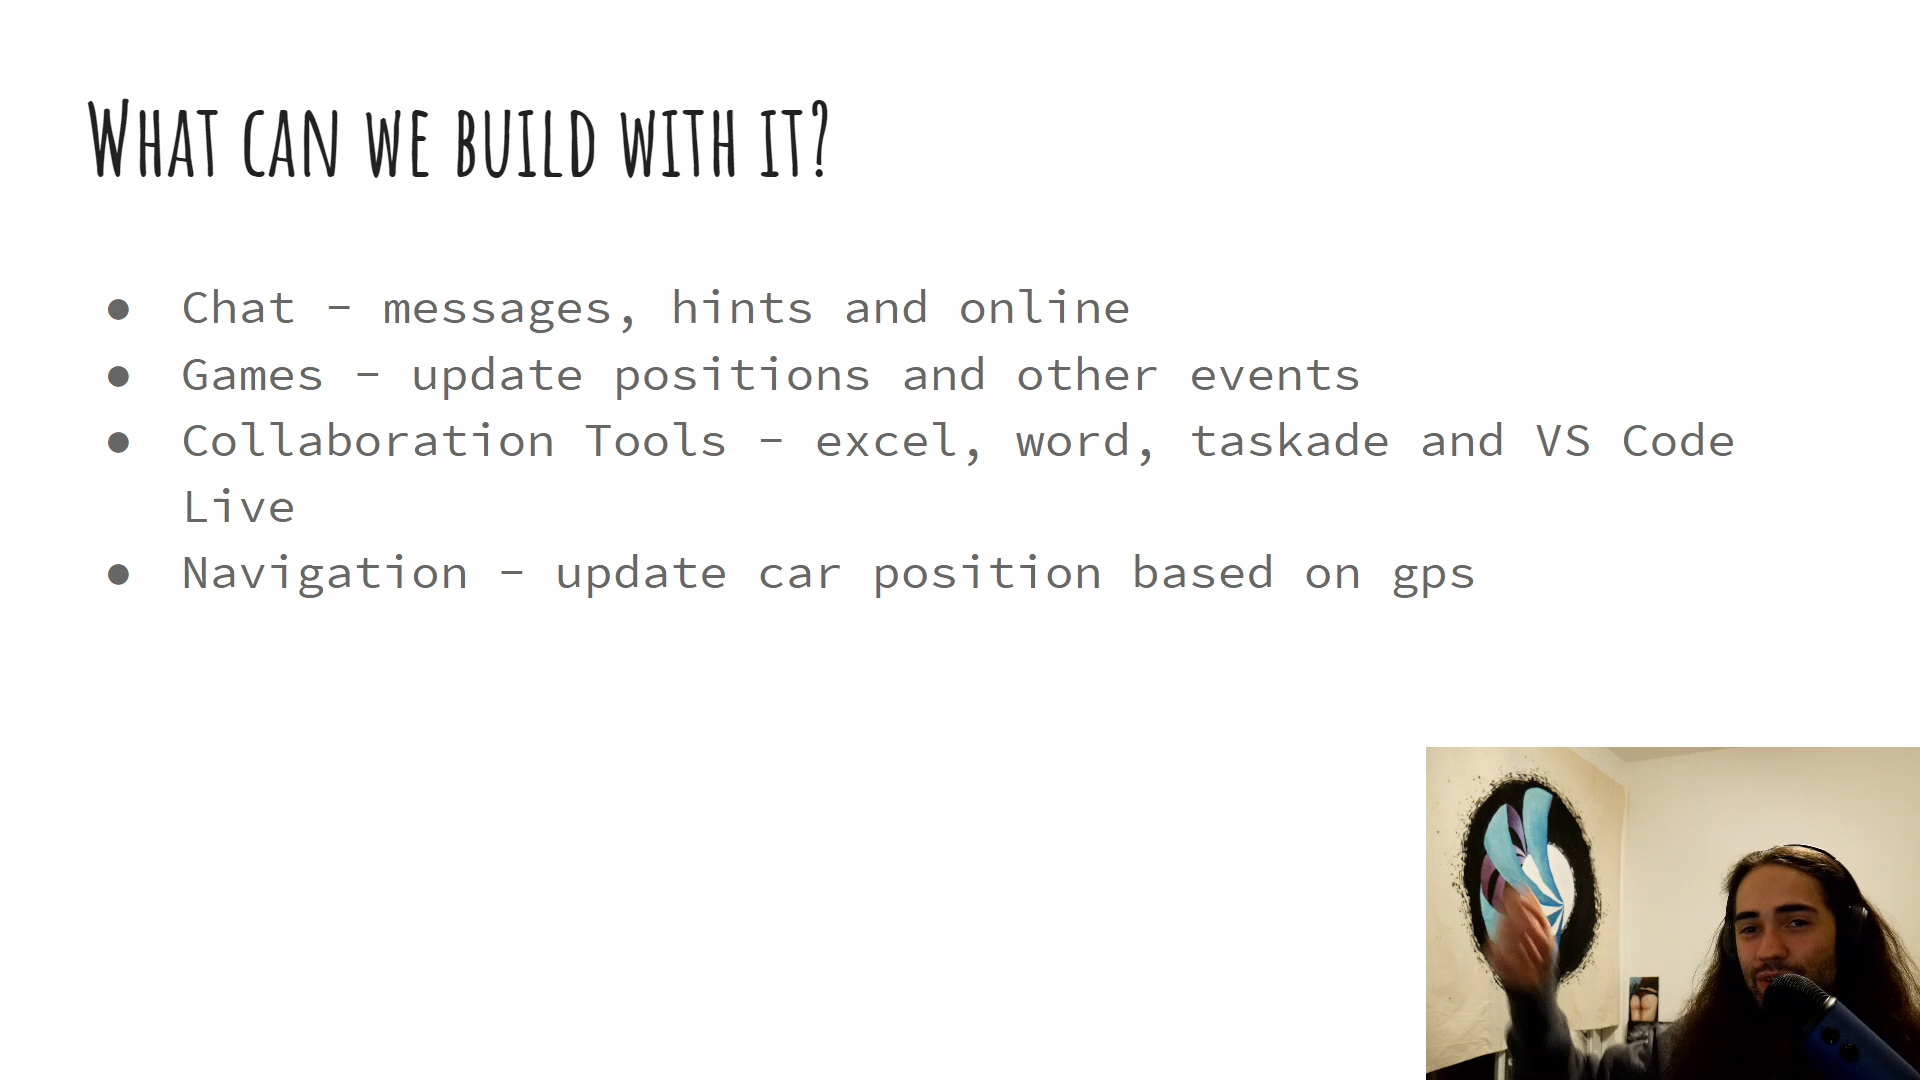 What can we build with it?
● Chat - messages, hints and online
● Games - update positions and other events
● Collaboration Tools - excel, word, taskade and VS Code
Live
● Navigation - update car position based on gps